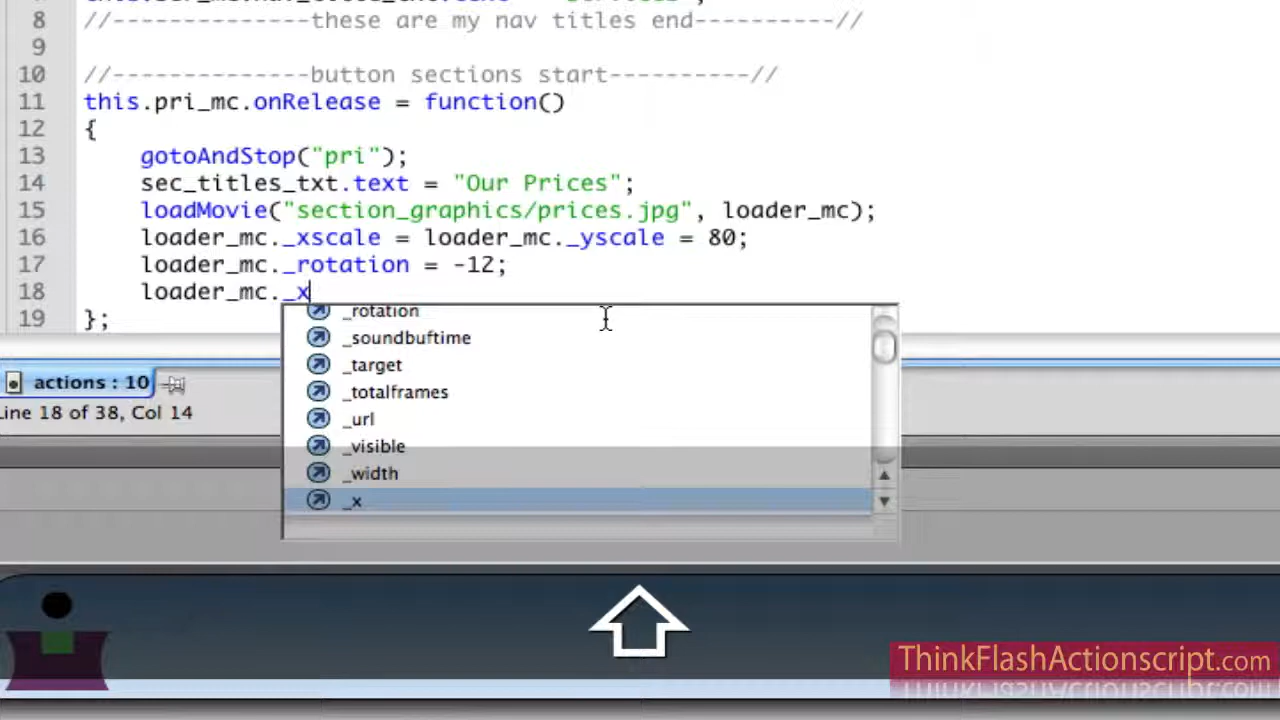 8 //--------------these are my nav titles end----------//
9
10 //--------------button sections start----------//
11 this.pri_mc.onRelease = function()
12 {
13 gotoAndStop("pri");
14 sec_titles_txt.text = "Our Prices";
15 loadMovie("section_graphics/prices.jpg", loader_mc);
16 loader_mc._xscale = loader_mc._yscale = 80;
17 loader_mc._rotation = -12;
18 loader_mc._x
19 };
_rotation
_soundbuftime
_target
_totalframes
_url
_visible
_width
_x
actions : 10
Line 18 of 38, Col 14
ThinkFlashActionscript.com